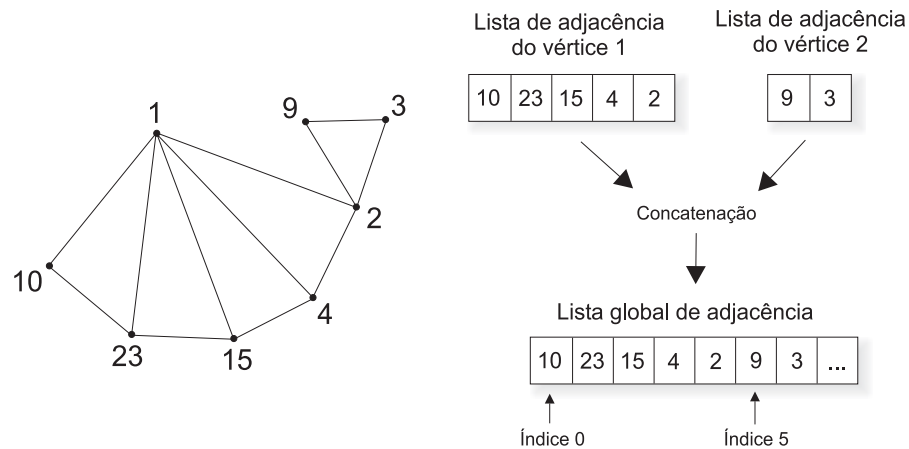 Lista de adjacência
do vértice 1
Lista de adjacência
do vértice 2
10 23 15 4 2
9 3
1
9
3
2
10
4
23
15
Concatenação
Lista global de adjacência
10 23 15 4 2 9 3 ...
Índice 0
Índice 5